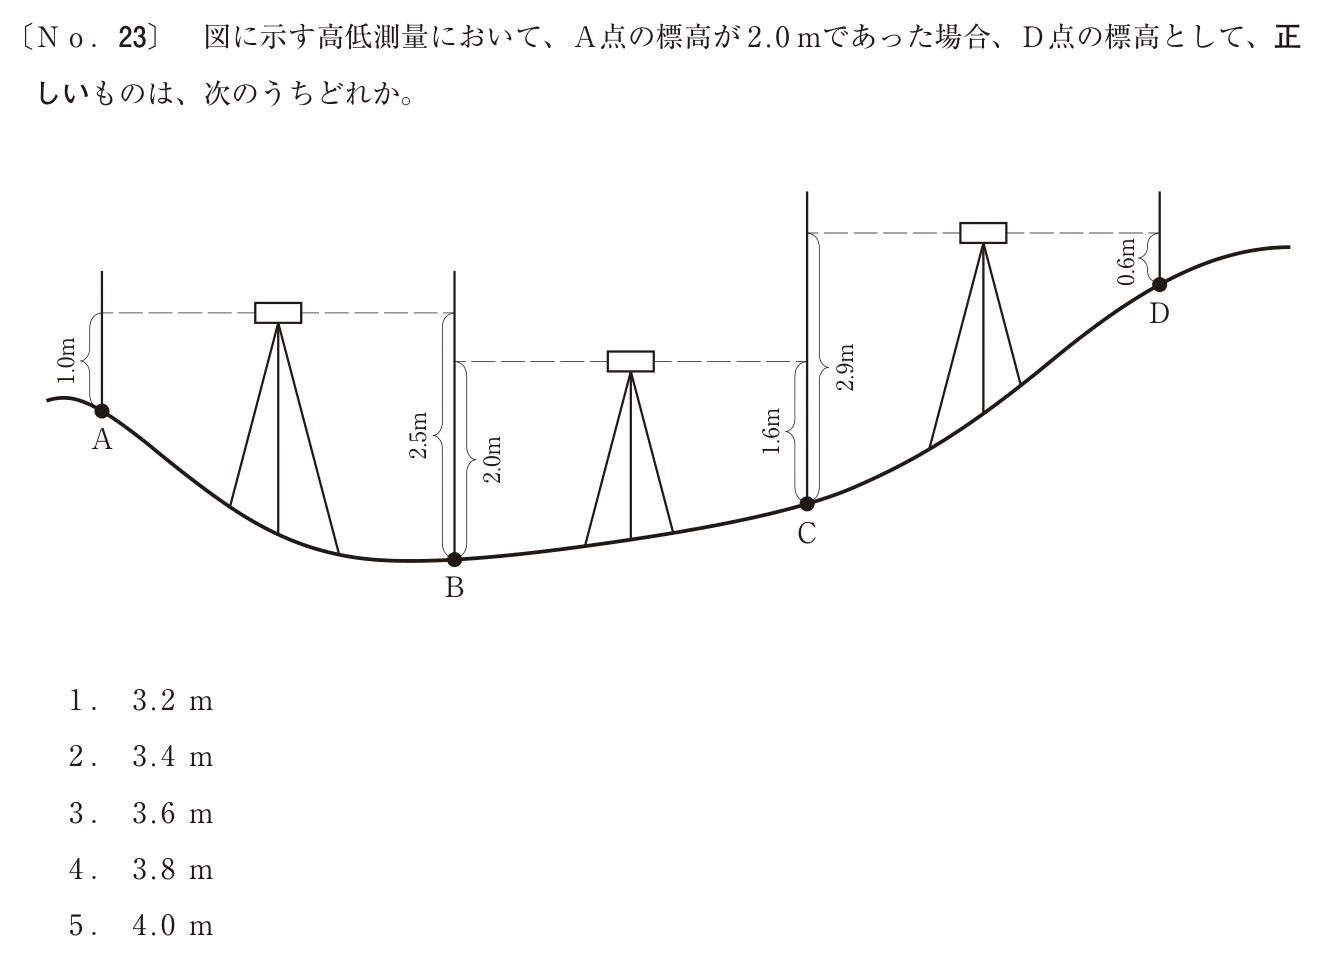 〔Ｎｏ．23〕　図に示す高低測量において、Ａ点の標高が2.0 mであった場合、Ｄ点の標高として、正
しいものは、次のうちどれか。
1.0m
A
2.5m
2.0m
B
1.6m
2.9m
C
0.6m
D
1．　3.2 m
2．　3.4 m
3．　3.6 m
4．　3.8 m
5．　4.0 m